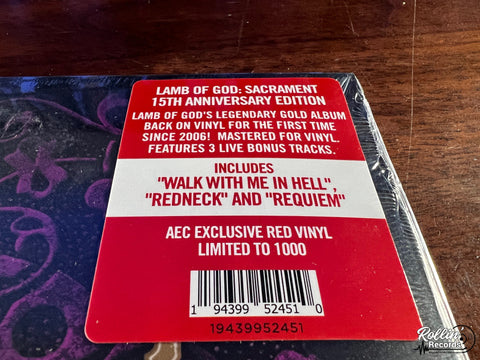 LAMB OF GOD: SACRAMENT
15TH ANNIVERSARY EDITION
LAMB OF GOD'S LEGENDARY GOLD ALBUM
BACK ON VINYL FOR THE FIRST TIME
SINCE 2006! MASTERED FOR VINYL.
FEATURES 3 LIVE BONUS TRACKS.
INCLUDES
"WALK WITH ME IN HELL",
"REDNECK" AND "REQUIEM"
AEC EXCLUSIVE RED VINYL
LIMITED TO 1000
1 94399 52451 0
19439952451
Rollin'
Records